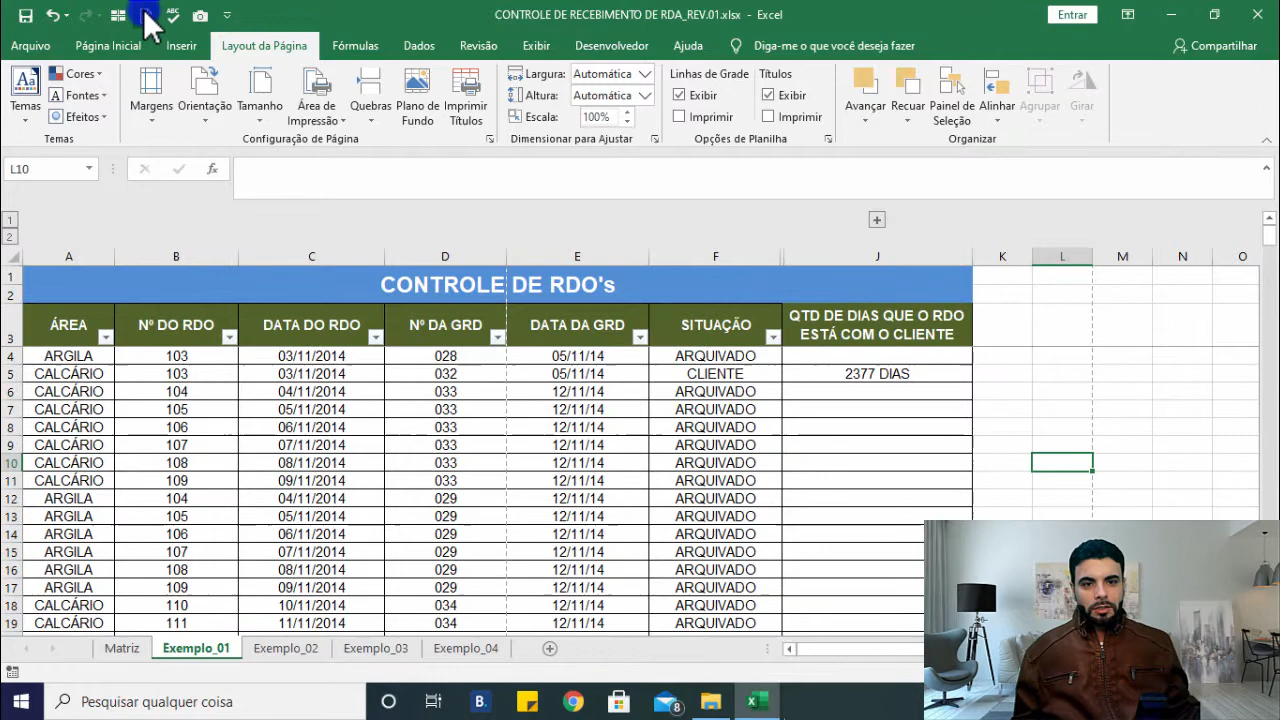 CONTROLE DE RECEBIMENTO DE RDA_REV.01.xlsx - Excel
Entrar
Arquivo Página Inicial Inserir Layout da Página Fórmulas Dados Revisão Exibir Desenvolvedor Ajuda Diga-me o que você deseja fazer Compartilhar
Cores Largura: Automática Linhas de Grade Títulos
Fontes Altura: Automática Exibir Exibir
Temas Efeitos Margens Orientação Tamanho Área de Impressão Quebras Plano de Fundo Imprimir Títulos Escala: 100% Imprimir Imprimir Avançar Recuar Painel de Seleção Alinhar Agrupar Girar
Temas Configuração de Página Dimensionar para Ajustar Opções de Planilha Organizar
L10 fx
1
2
A B C D E F J K L M N O
1 CONTROLE DE RDO's
2
3 ÁREA Nº DO RDO DATA DO RDO Nº DA GRD DATA DA GRD SITUAÇÃO QTD DE DIAS QUE O RDO
ESTÁ COM O CLIENTE
4 ARGILA 103 03/11/2014 028 05/11/14 ARQUIVADO
5 CALCÁRIO 103 03/11/2014 032 05/11/14 CLIENTE 2377 DIAS
6 CALCÁRIO 104 04/11/2014 033 12/11/14 ARQUIVADO
7 CALCÁRIO 105 05/11/2014 033 12/11/14 ARQUIVADO
8 CALCÁRIO 106 06/11/2014 033 12/11/14 ARQUIVADO
9 CALCÁRIO 107 07/11/2014 033 12/11/14 ARQUIVADO
10 CALCÁRIO 108 08/11/2014 033 12/11/14 ARQUIVADO
11 CALCÁRIO 109 09/11/2014 033 12/11/14 ARQUIVADO
12 ARGILA 104 04/11/2014 029 12/11/14 ARQUIVADO
13 ARGILA 105 05/11/2014 029 12/11/14 ARQUIVADO
14 ARGILA 106 06/11/2014 029 12/11/14 ARQUIVADO
15 ARGILA 107 07/11/2014 029 12/11/14 ARQUIVADO
16 ARGILA 108 08/11/2014 029 12/11/14 ARQUIVADO
17 ARGILA 109 09/11/2014 029 12/11/14 ARQUIVADO
18 CALCÁRIO 110 10/11/2014 034 12/11/14 ARQUIVADO
19 CALCÁRIO 111 11/11/2014 034 12/11/14 ARQUIVADO
Matriz Exemplo_01 Exemplo_02 Exemplo_03 Exemplo_04
Pesquisar qualquer coisa B. 8